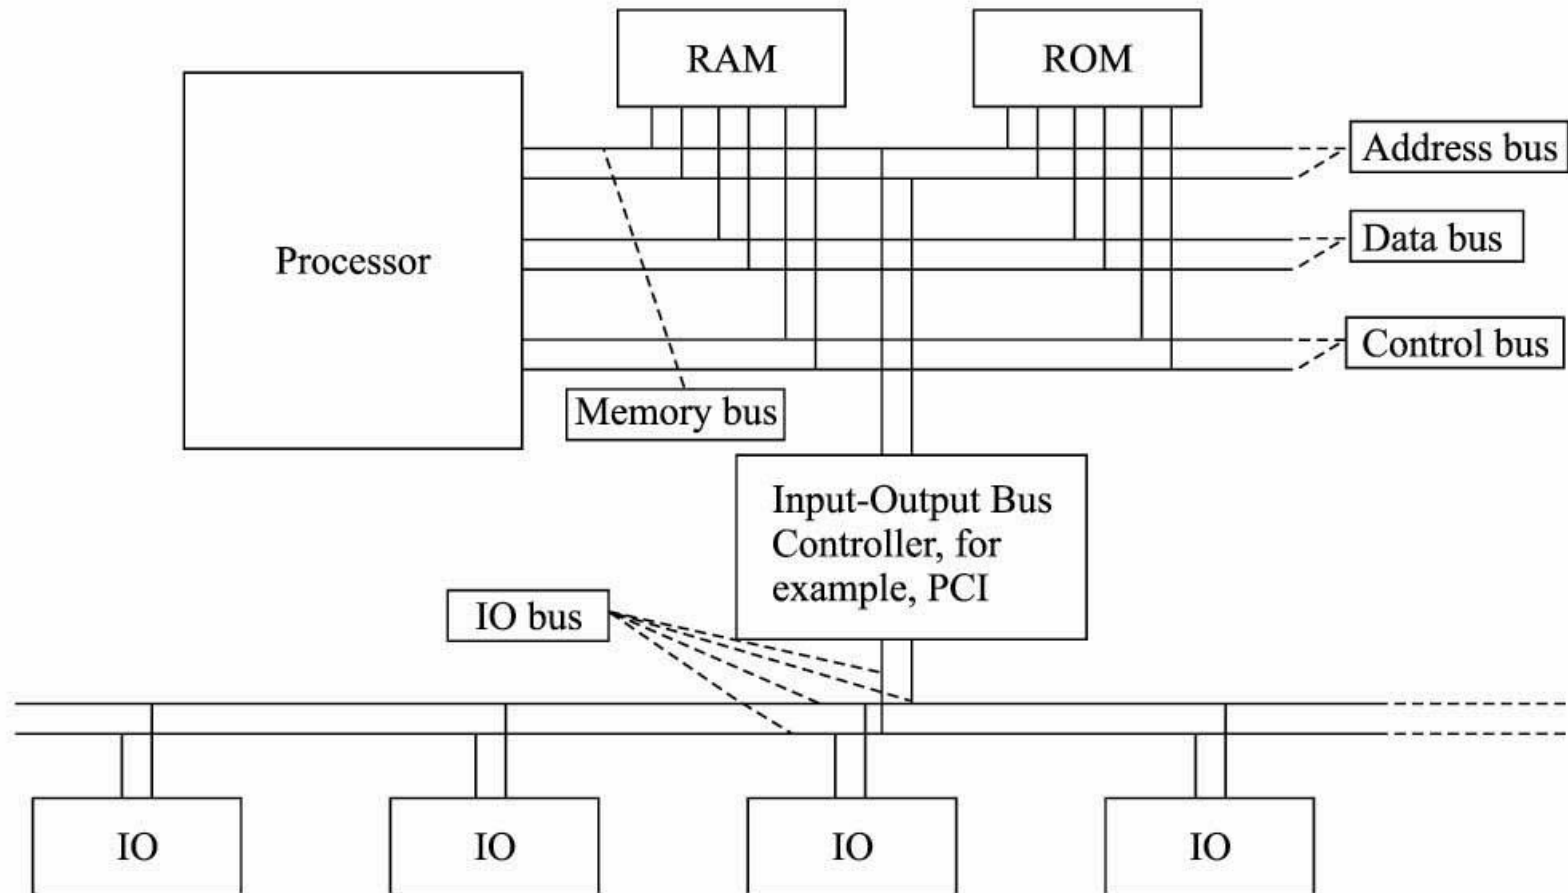 RAM
ROM
Address bus
Processor
Data bus
Control bus
Memory bus
Input-Output Bus
Controller, for
example, PCI
IO bus
IO
IO
IO
IO